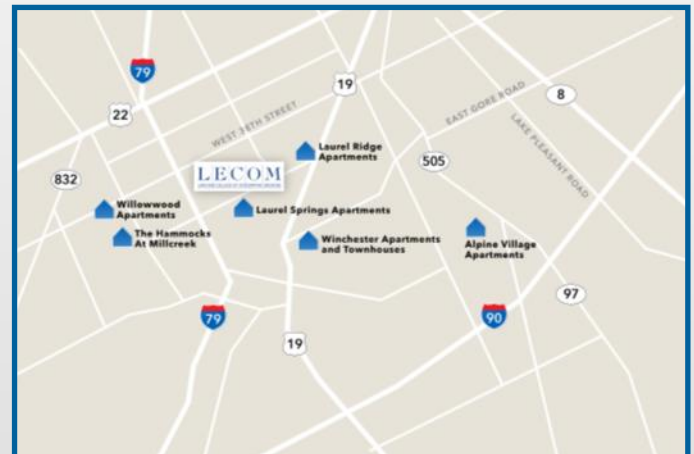 79
19
22
8
WEST 38TH STREET
EAST GORE ROAD
LAKE PLEASANT ROAD
Laurel Ridge
Apartments
505
832
LECOM
Willowwood
Apartments
Laurel Springs Apartments
The Hammocks
At Millcreek
Winchester Apartments
and Townhouses
Alpine Village
Apartments
97
79
90
19